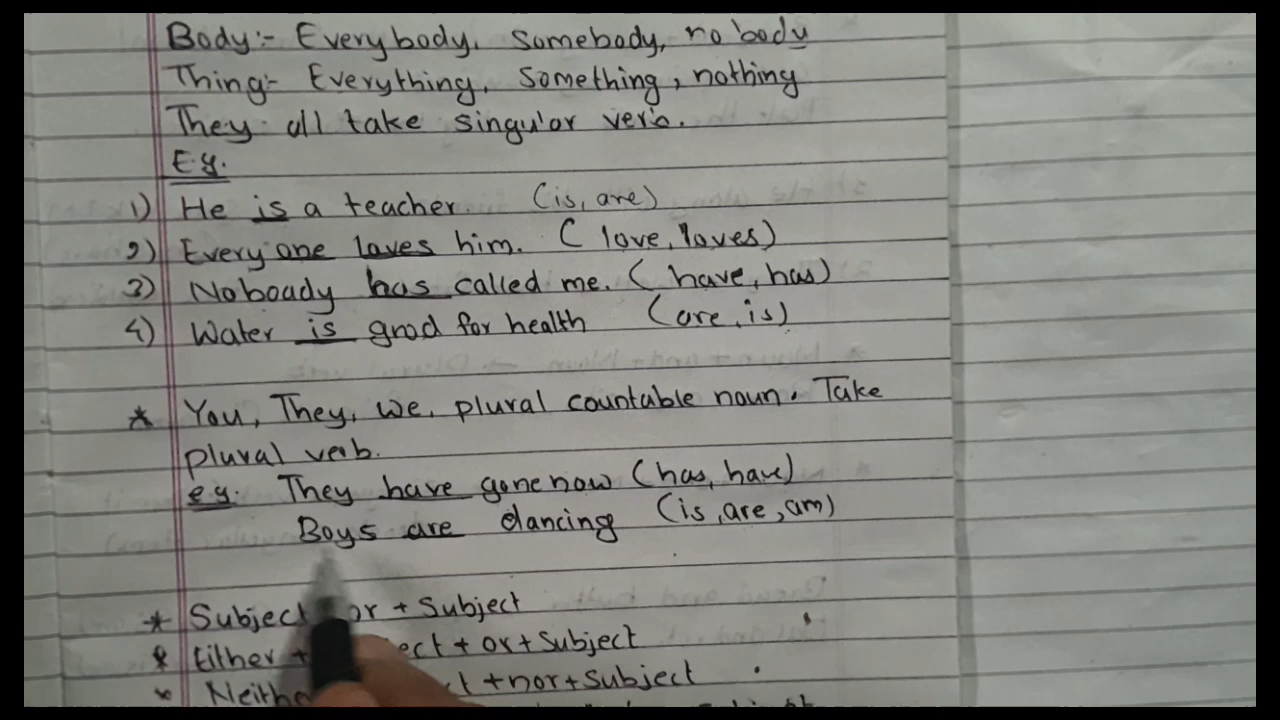 Body:- Everybody, Somebody, no body
Thing- Everything, Something, nothing
They all take singular verb.
E.g.
1) He is a teacher. (is, are)
2) Every one loves him. (love, loves)
3) Noboady has called me. (have, has)
4) Water is good for health (are, is)
* You, They, we, plural countable noun. Take
plural verb.
e.g. They have gone now (has, have)
Boys are dancing (is, are, am)
* Subject or + Subject
* Either + + or + Subject
* + nor + Subject